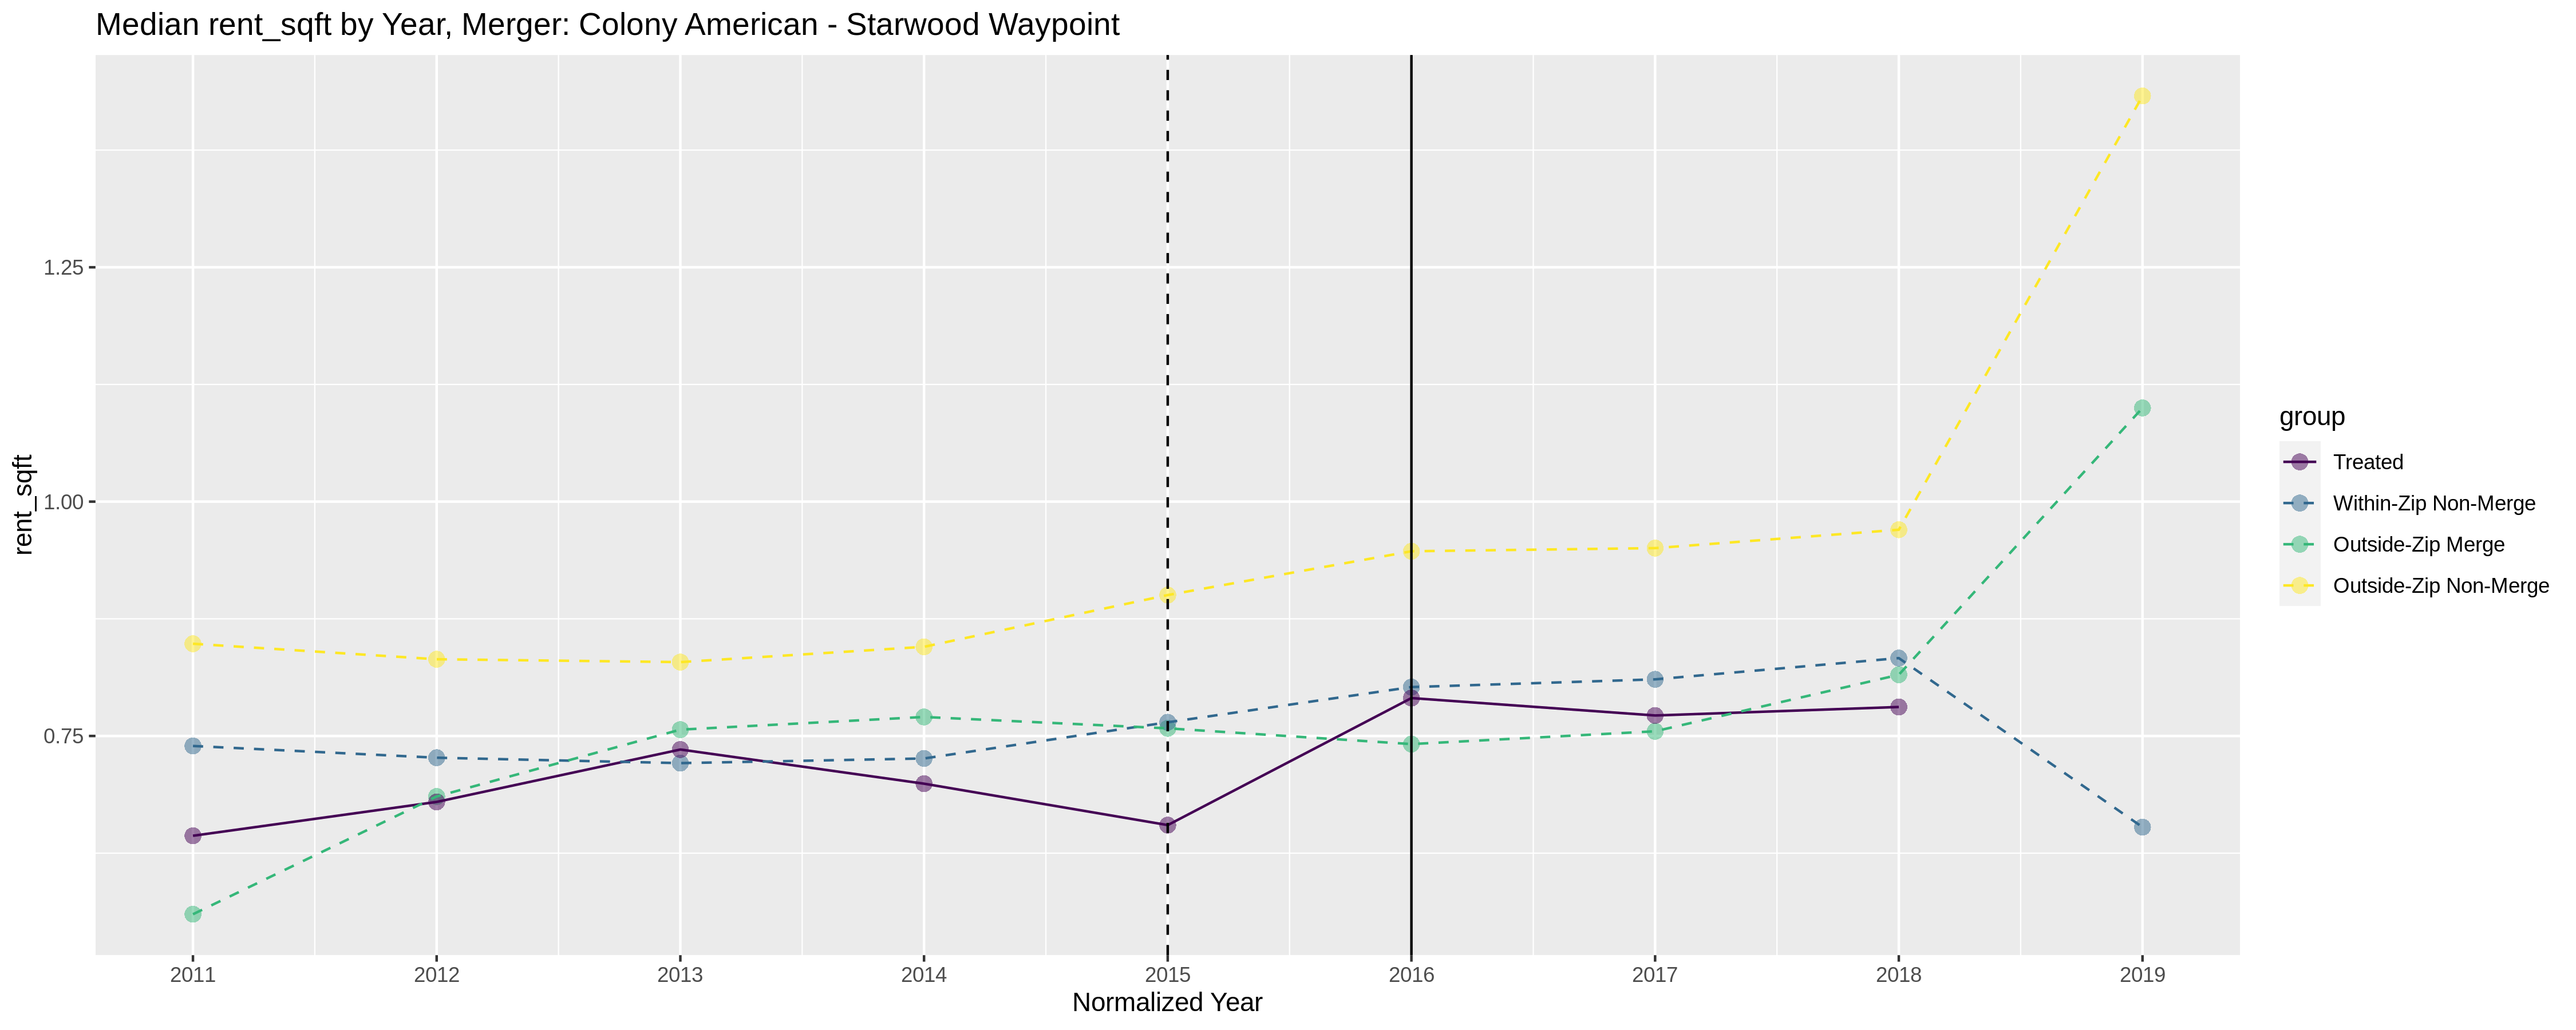 Median rent_sqft by Year, Merger: Colony American - Starwood Waypoint
rent_sqft
1.25
1.00
0.75
2011 2012 2013 2014 2015 2016 2017 2018 2019
Normalized Year
group
Treated
Within-Zip Non-Merge
Outside-Zip Merge
Outside-Zip Non-Merge